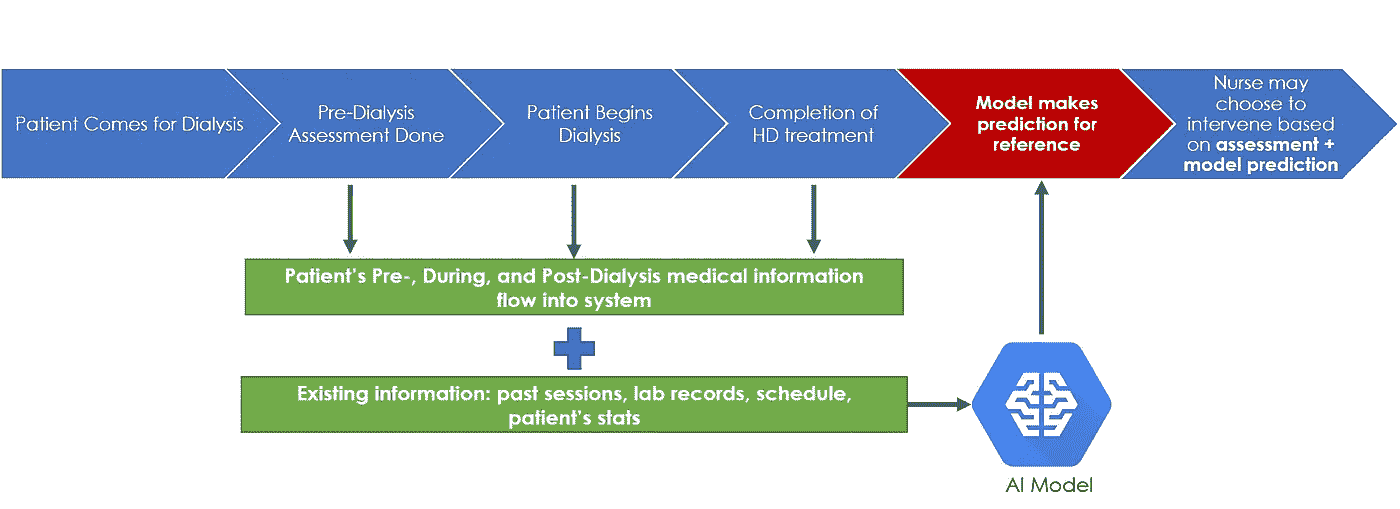 Patient Comes for Dialysis
Pre-Dialysis
Assessment Done
Patient Begins
Dialysis
Completion of
HD treatment
Model makes
prediction for
reference
Nurse may
choose to
intervene based
on assessment +
model prediction
Patient's Pre-, During, and Post-Dialysis medical information
flow into system
Existing information: past sessions, lab records, schedule,
patient's stats
AI Model